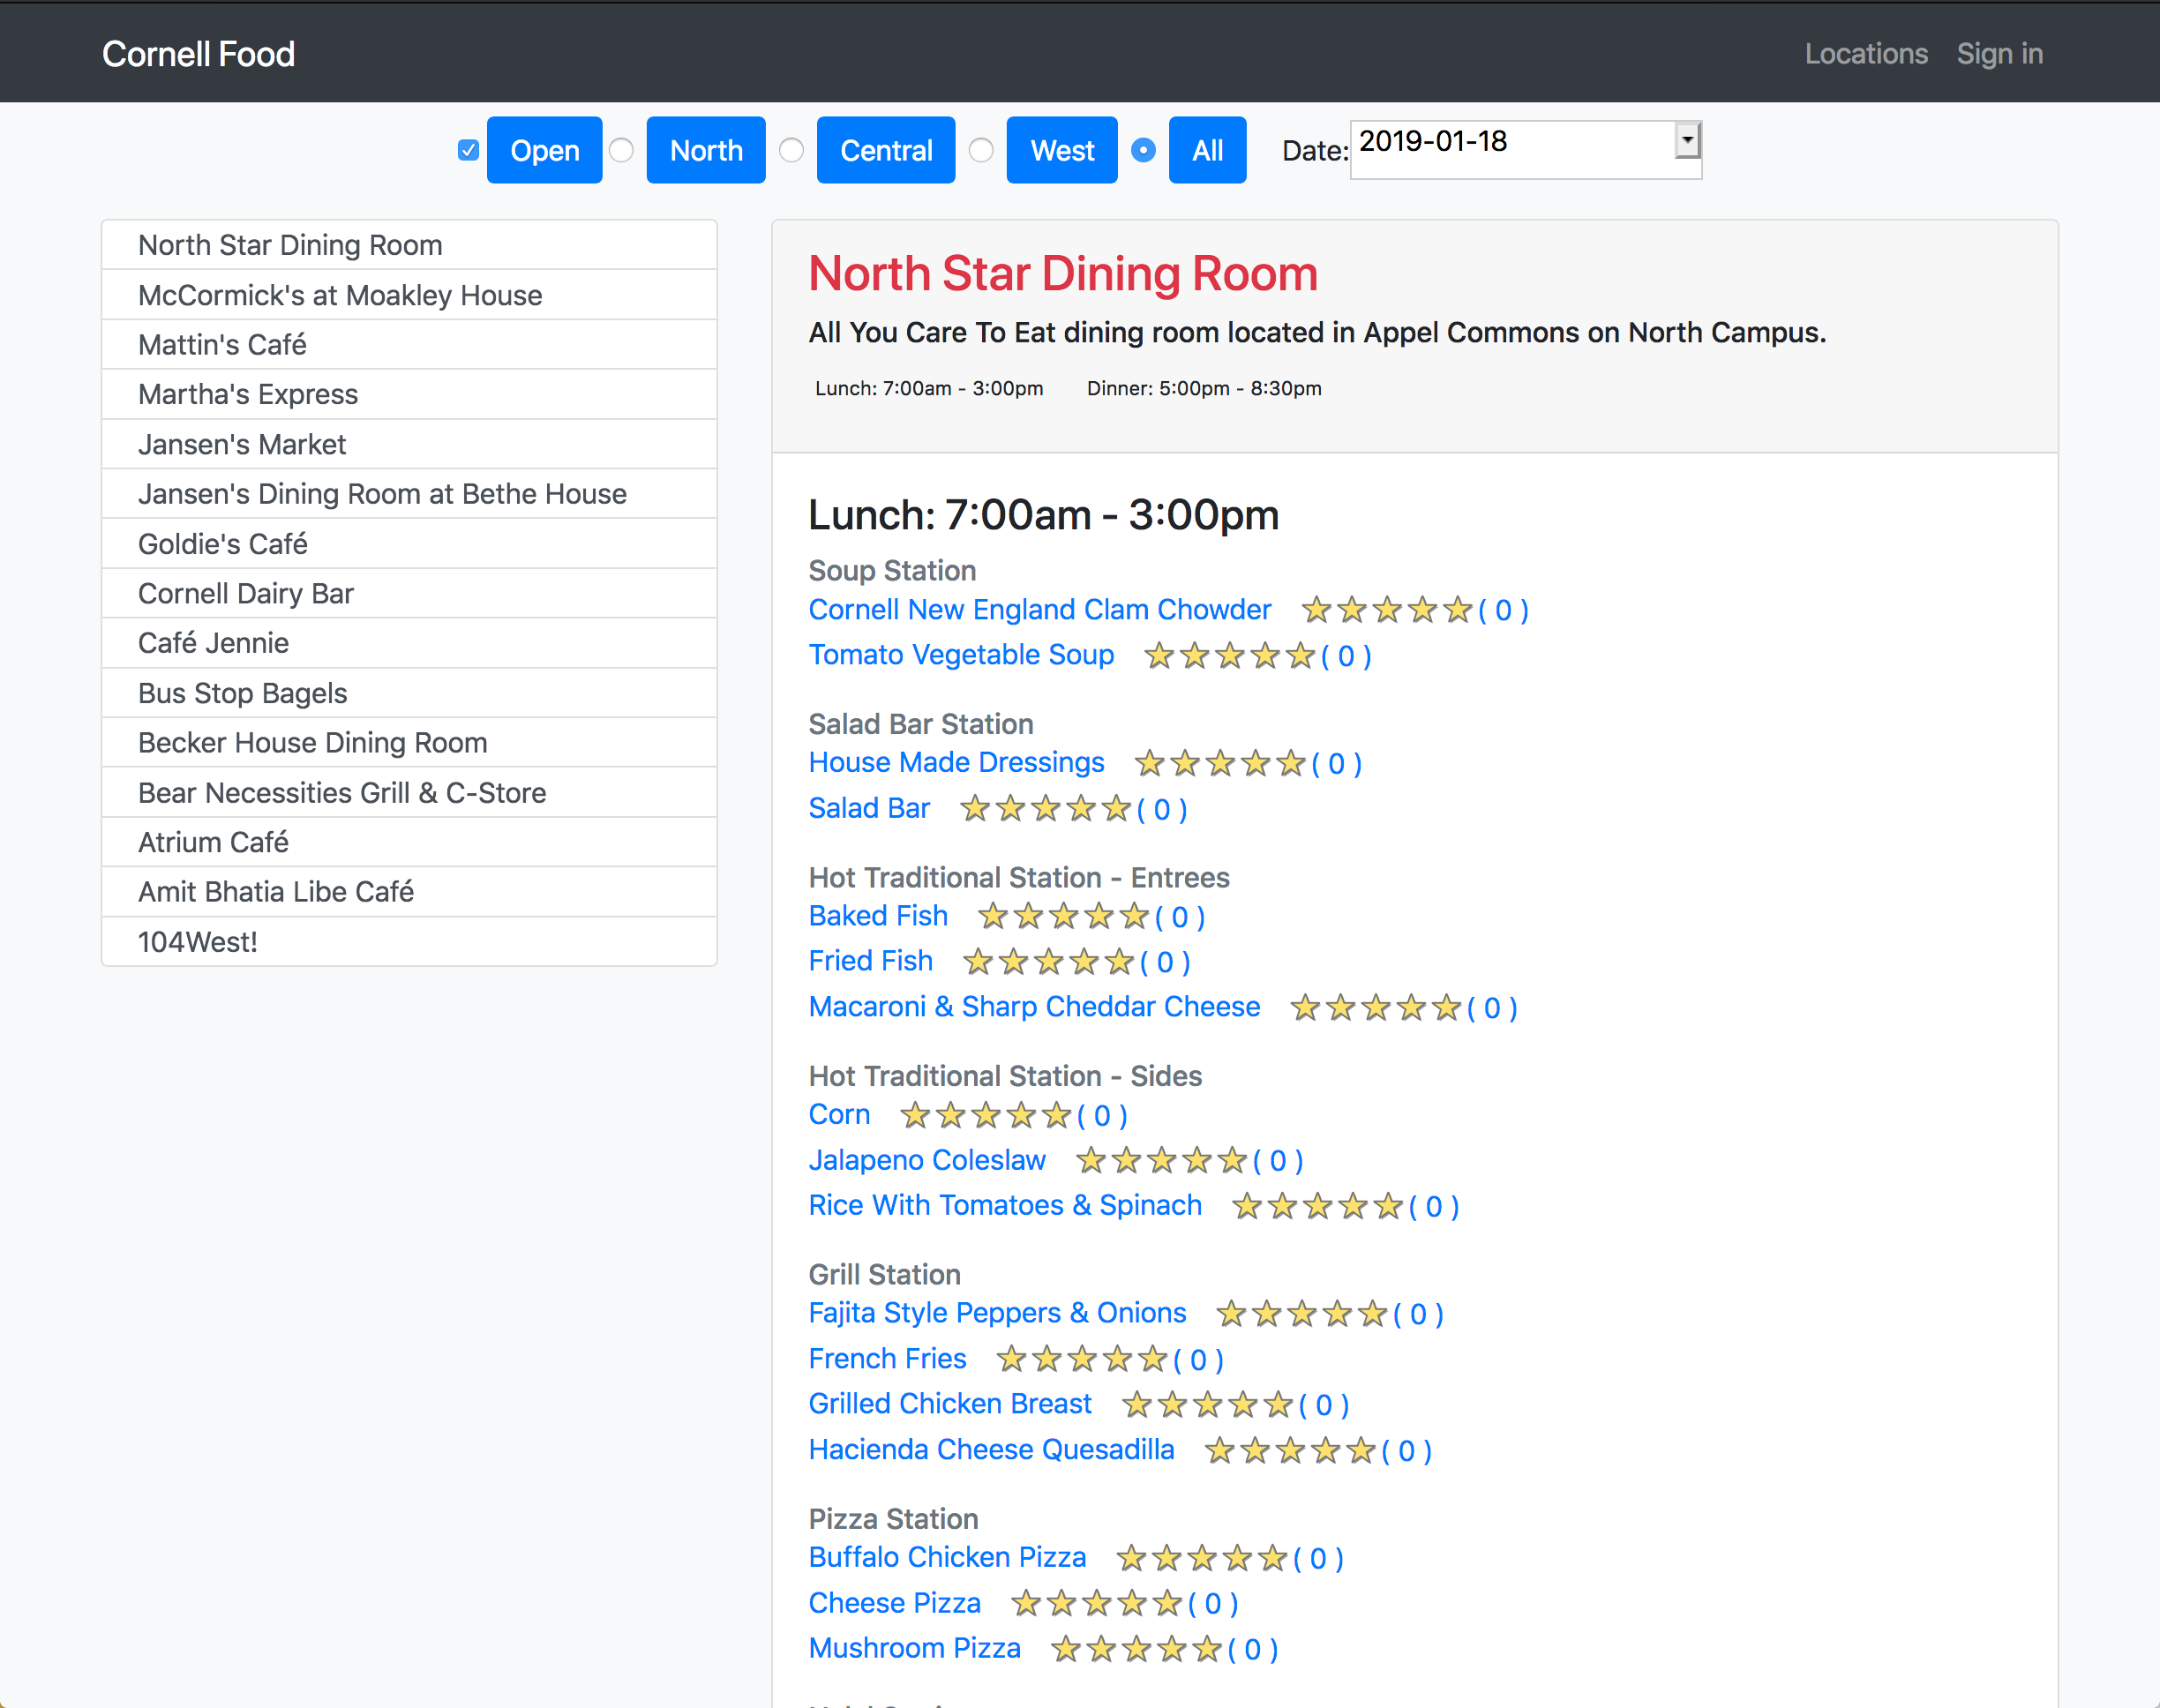 Cornell Food Locations Sign in
Open North Central West All Date: 2019-01-18
North Star Dining Room
McCormick's at Moakley House
Mattin's Café
Martha's Express
Jansen's Market
Jansen's Dining Room at Bethe House
Goldie's Café
Cornell Dairy Bar
Café Jennie
Bus Stop Bagels
Becker House Dining Room
Bear Necessities Grill & C-Store
Atrium Café
Amit Bhatia Libe Café
104West!
North Star Dining Room
All You Care To Eat dining room located in Appel Commons on North Campus.
Lunch: 7:00am - 3:00pm Dinner: 5:00pm - 8:30pm
Lunch: 7:00am - 3:00pm
Soup Station
Cornell New England Clam Chowder ( 0 )
Tomato Vegetable Soup ( 0 )
Salad Bar Station
House Made Dressings ( 0 )
Salad Bar ( 0 )
Hot Traditional Station - Entrees
Baked Fish ( 0 )
Fried Fish ( 0 )
Macaroni & Sharp Cheddar Cheese ( 0 )
Hot Traditional Station - Sides
Corn ( 0 )
Jalapeno Coleslaw ( 0 )
Rice With Tomatoes & Spinach ( 0 )
Grill Station
Fajita Style Peppers & Onions ( 0 )
French Fries ( 0 )
Grilled Chicken Breast ( 0 )
Hacienda Cheese Quesadilla ( 0 )
Pizza Station
Buffalo Chicken Pizza ( 0 )
Cheese Pizza ( 0 )
Mushroom Pizza ( 0 )